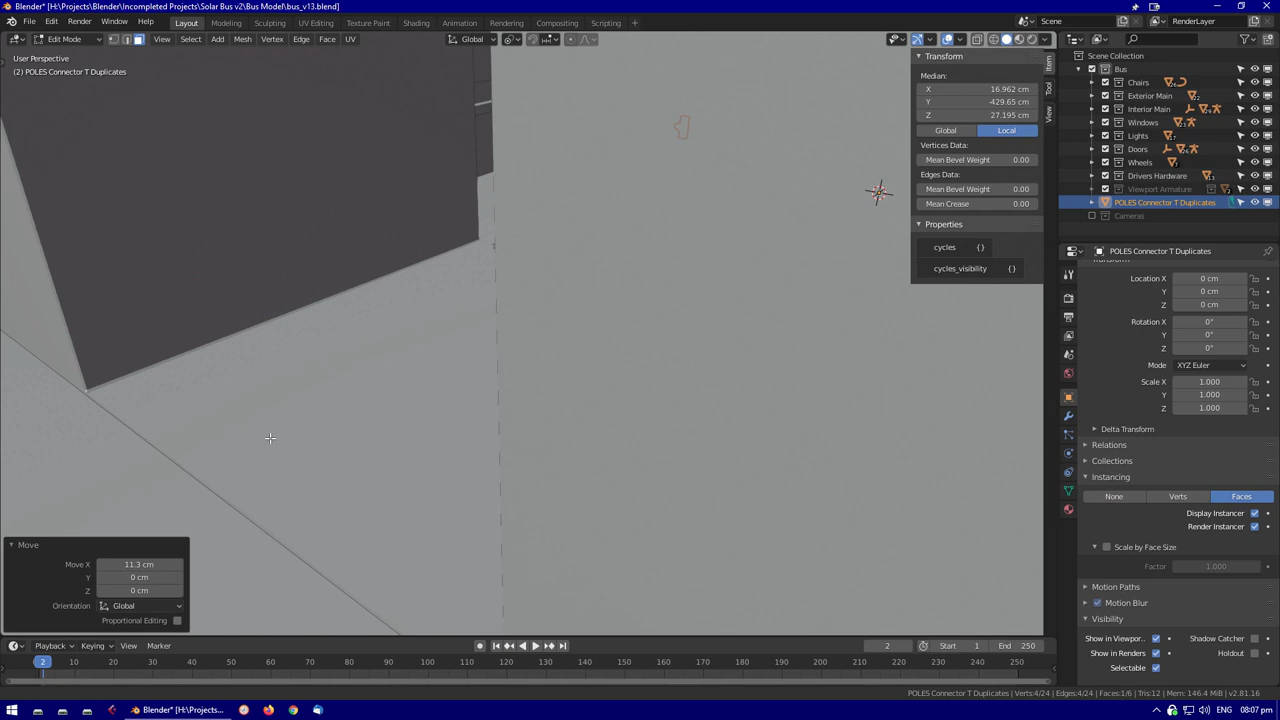 Blender* [H:\Projects\Blender\Incompleted Projects\Solar Bus v2\Bus Model\bus_v13.blend]
File Edit Render Window Help Layout Modeling Sculpting UV Editing Texture Paint Shading Animation Rendering Compositing Scripting Scene RenderLayer
Edit Mode View Select Add Mesh Vertex Edge Face UV Global
User Perspective
(2) POLES Connector T Duplicates
Transform
Median:
X 16.962 cm
Y -429.65 cm
Z 27.195 cm
Global Local
Vertices Data:
Mean Bevel Weight 0.00
Edges Data:
Mean Bevel Weight 0.00
Mean Crease 0.00
Properties
cycles {}
cycles_visibility {}
Item
Tool
View
Scene Collection
Bus
Chairs
Exterior Main
Interior Main
Windows
Lights
Doors
Wheels
Drivers Hardware
Viewport Armature
POLES Connector T Duplicates
Cameras
POLES Connector T Duplicates
Location X 0 cm
Y 0 cm
Z 0 cm
Rotation X 0°
Y 0°
Z 0°
Mode XYZ Euler
Scale X 1.000
Y 1.000
Z 1.000
Delta Transform
Relations
Collections
Instancing
None Verts Faces
Display Instancer
Render Instancer
Scale by Face Size
Factor 1.000
Motion Paths
Motion Blur
Visibility
Show in Viewpor.. Shadow Catcher
Show in Renders Holdout
Selectable
Move
Move X 11.3 cm
Y 0 cm
Z 0 cm
Orientation Global
Proportional Editing
Playback Keying View Marker 2 Start 1 End 250
2 10 20 30 40 50 60 70 80 90 100 110 120 130 140 150 160 170 180 190 200 210 220 230 240 250
POLES Connector T Duplicates | Verts:4/24 | Edges:4/24 | Faces:1/6 | Tris:12 | Mem: 146.4 MiB | v2.81.16
Blender* [H:\Projects... ENG 08:07 pm